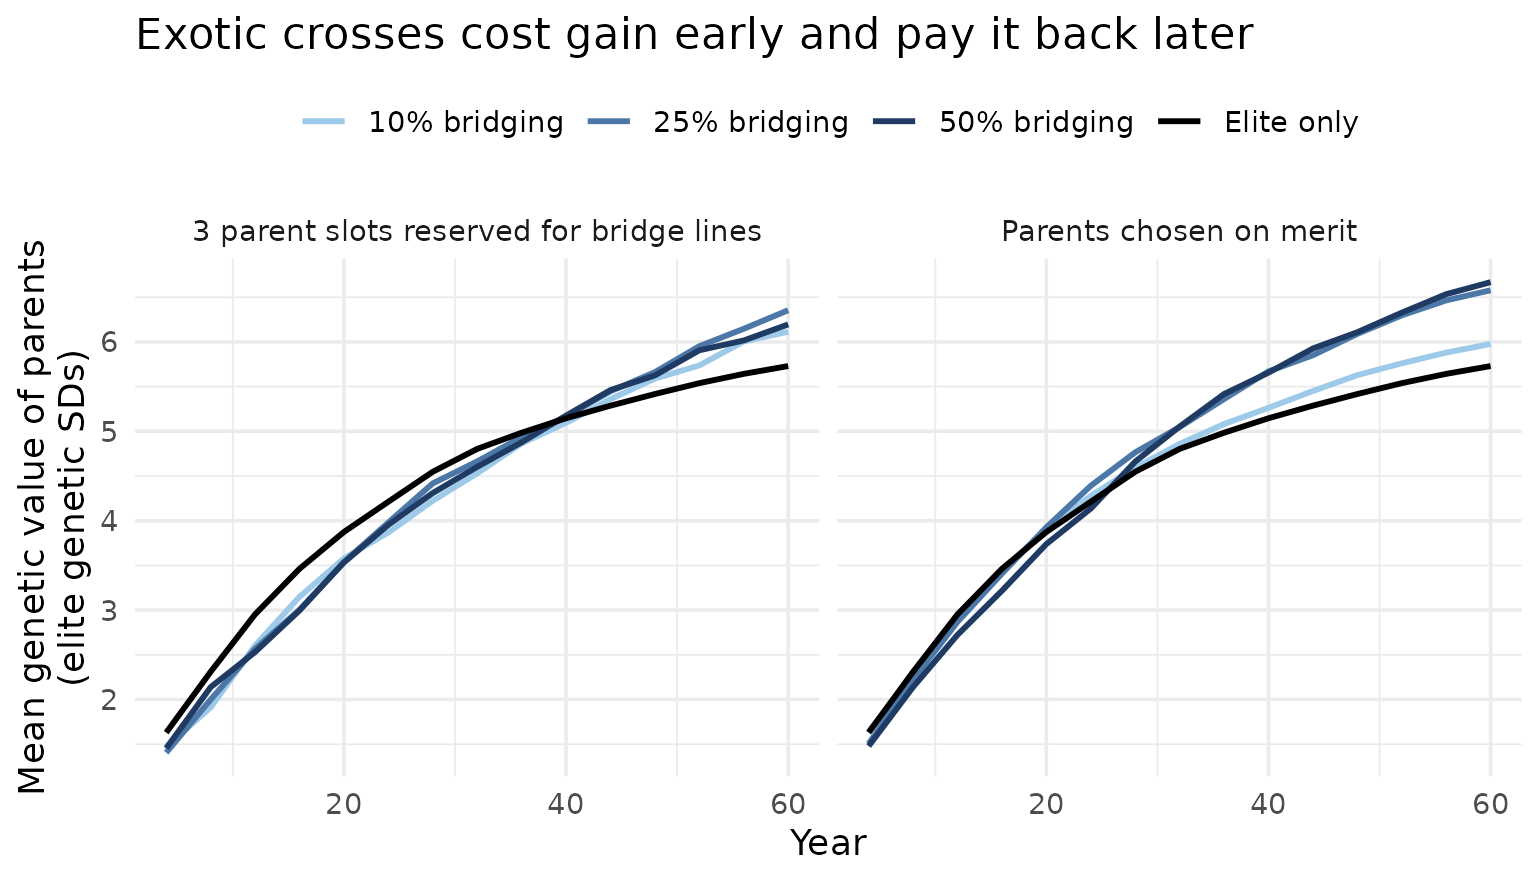 Exotic crosses cost gain early and pay it back later
10% bridging 25% bridging 50% bridging Elite only
3 parent slots reserved for bridge lines
Parents chosen on merit
Mean genetic value of parents
(elite genetic SDs)
6
5
4
3
2
20 40 60
20 40 60
Year